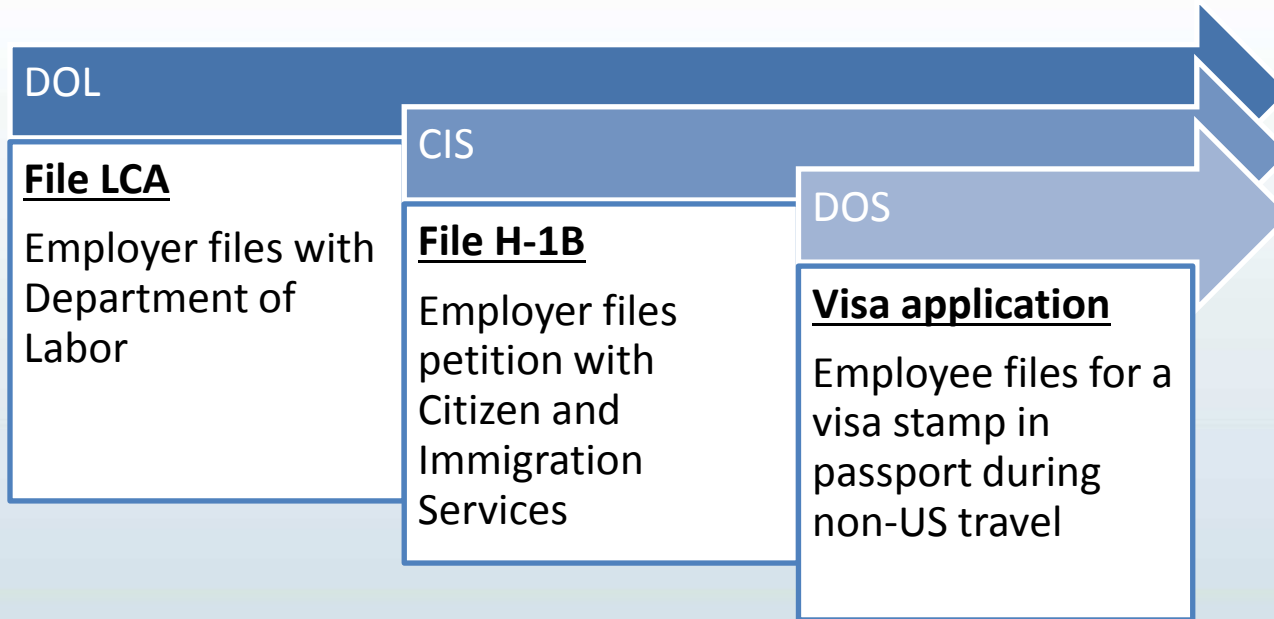 DOL
File LCA
Employer files with
Department of
Labor
CIS
File H-1B
Employer files
petition with
Citizen and
Immigration
Services
DOS
Visa application
Employee files for a
visa stamp in
passport during
non-US travel